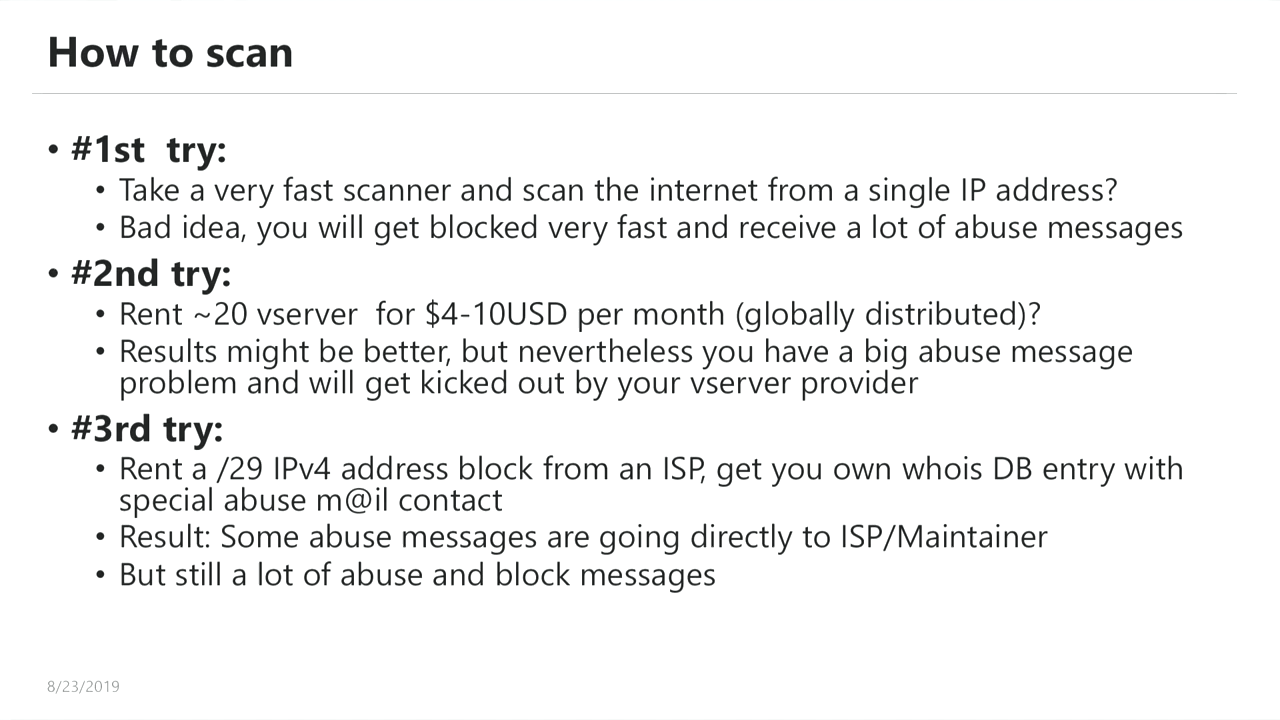 How to scan
• #1st  try:
• Take a very fast scanner and scan the internet from a single IP address?
• Bad idea, you will get blocked very fast and receive a lot of abuse messages
• #2nd try:
• Rent ~20 vserver  for $4-10USD per month (globally distributed)?
• Results might be better, but nevertheless you have a big abuse message
problem and will get kicked out by your vserver provider
• #3rd try:
• Rent a /29 IPv4 address block from an ISP, get you own whois DB entry with
special abuse m@il contact
• Result: Some abuse messages are going directly to ISP/Maintainer
• But still a lot of abuse and block messages
8/23/2019